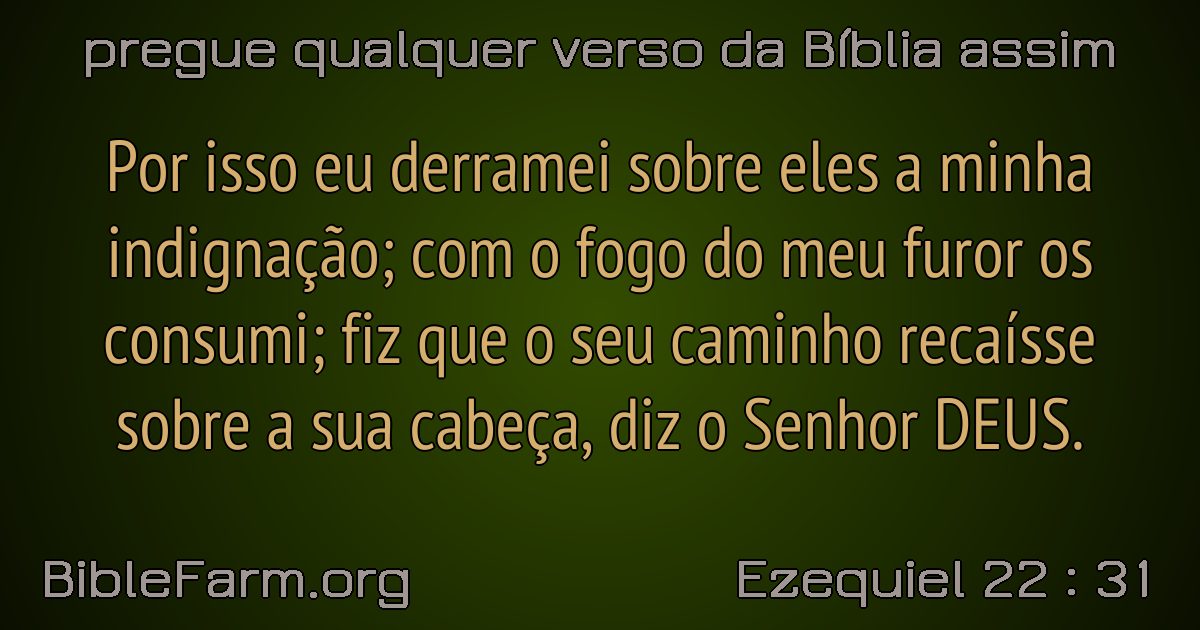 pregue qualquer verso da Bíblia assim
Por isso eu derramei sobre eles a minha
indignação; com o fogo do meu furor os
consumi; fiz que o seu caminho recaísse
sobre a sua cabeça, diz o Senhor DEUS.
BibleFarm.org
Ezequiel 22 : 31